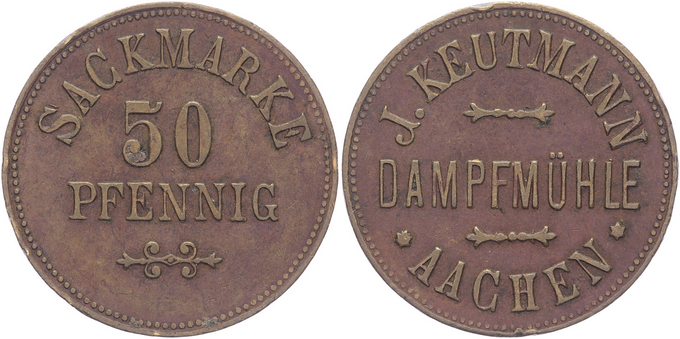 SACKMARKE
50
PFENNIG
J. KEUTMANN
DAMPFMÜHLE
AACHEN